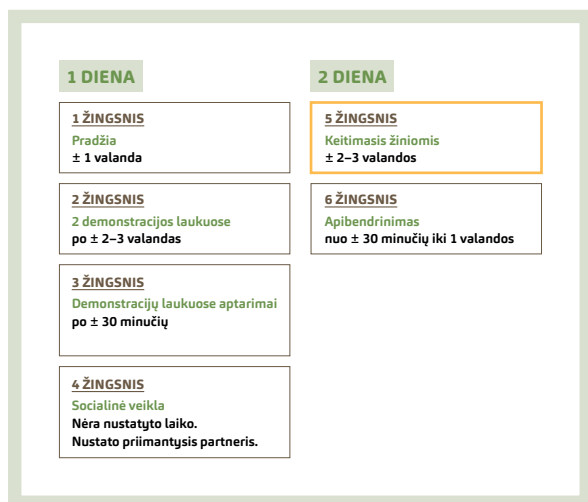 1 DIENA
1 ŽINGSNIS
Pradžia
± 1 valanda
2 ŽINGSNIS
2 demonstracijos laukuose
po ± 2–3 valandas
3 ŽINGSNIS
Demonstracijų laukuose aptarimai
po ± 30 minučių
4 ŽINGSNIS
Socialinė veikla
Nėra nustatyto laiko.
Nustato priimantysis partneris.
2 DIENA
5 ŽINGSNIS
Keitimasis žiniomis
± 2–3 valandos
6 ŽINGSNIS
Apibendrinimas
nuo ± 30 minučių iki 1 valandos